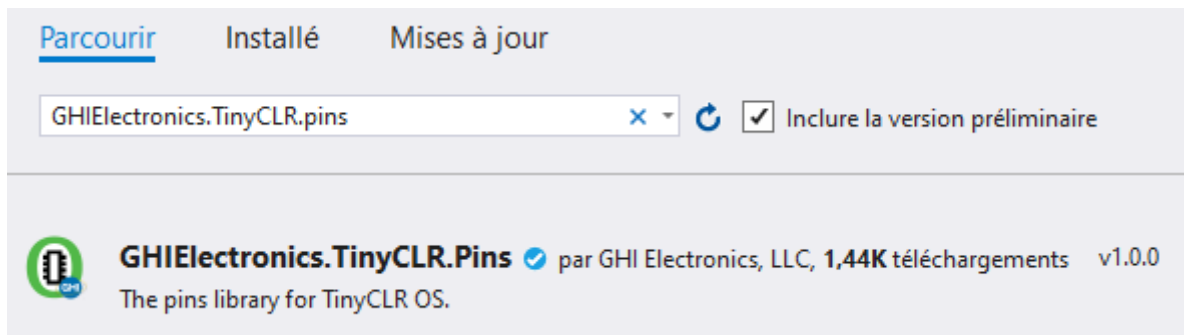 Parcourir Installé Mises à jour
GHIElectronics.TinyCLR.pins Inclure la version préliminaire
GHIElectronics.TinyCLR.Pins par GHI Electronics, LLC, 1,44K téléchargements v1.0.0
The pins library for TinyCLR OS.
GHI